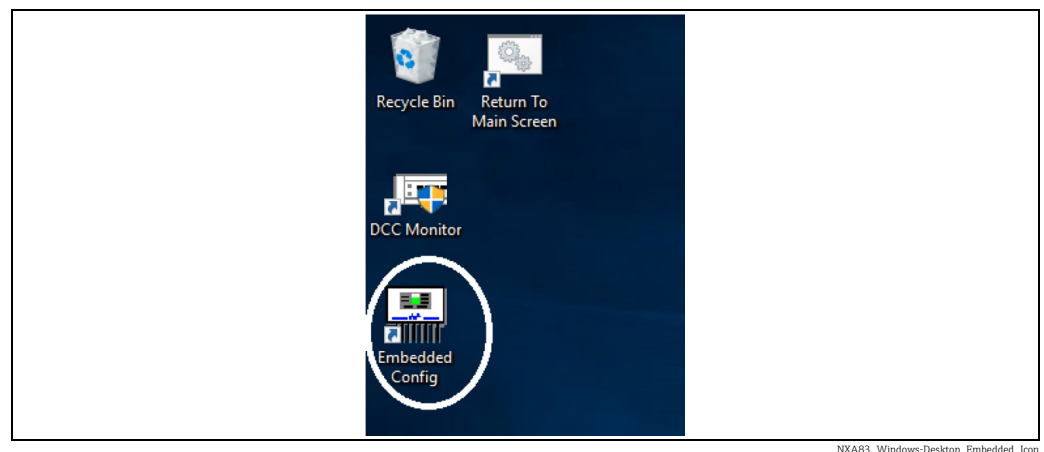 Recycle Bin
Return To
Main Screen
DCC Monitor
Embedded
Config
NXA83_Windows-Desktop_Embedded_Icon